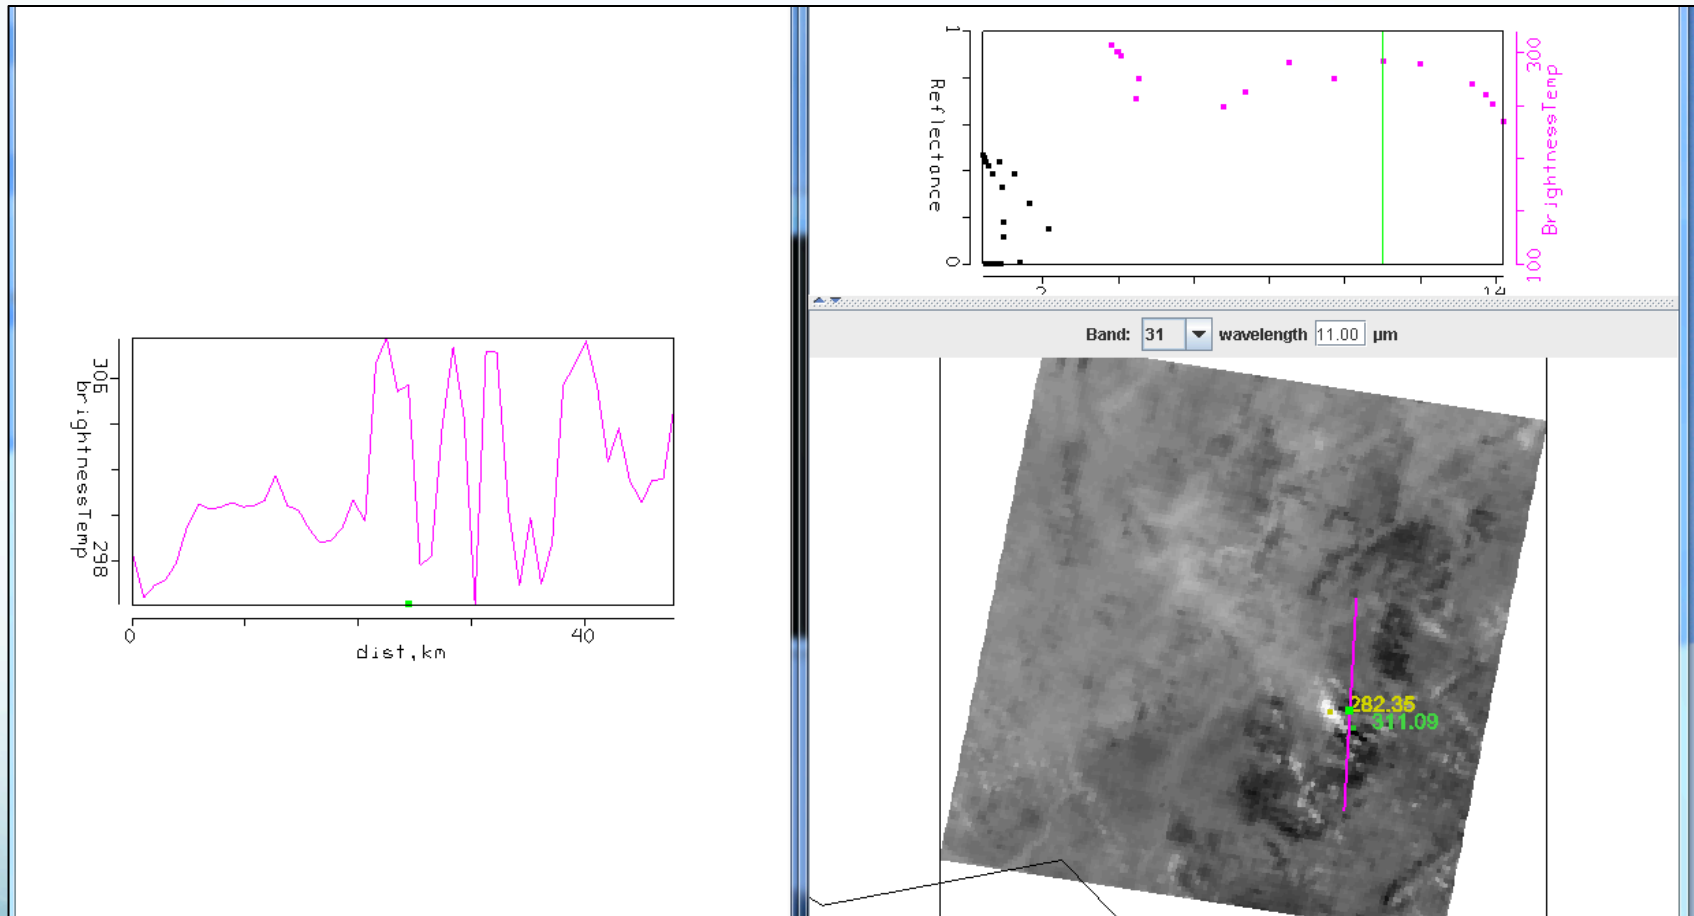 1
Reflectance
0
300
BrightnessTemp
100
2
14
Band: 31 wavelength 11.00 µm
306
brightnessTemp
298
0
40
dist,km
282.35
311.09